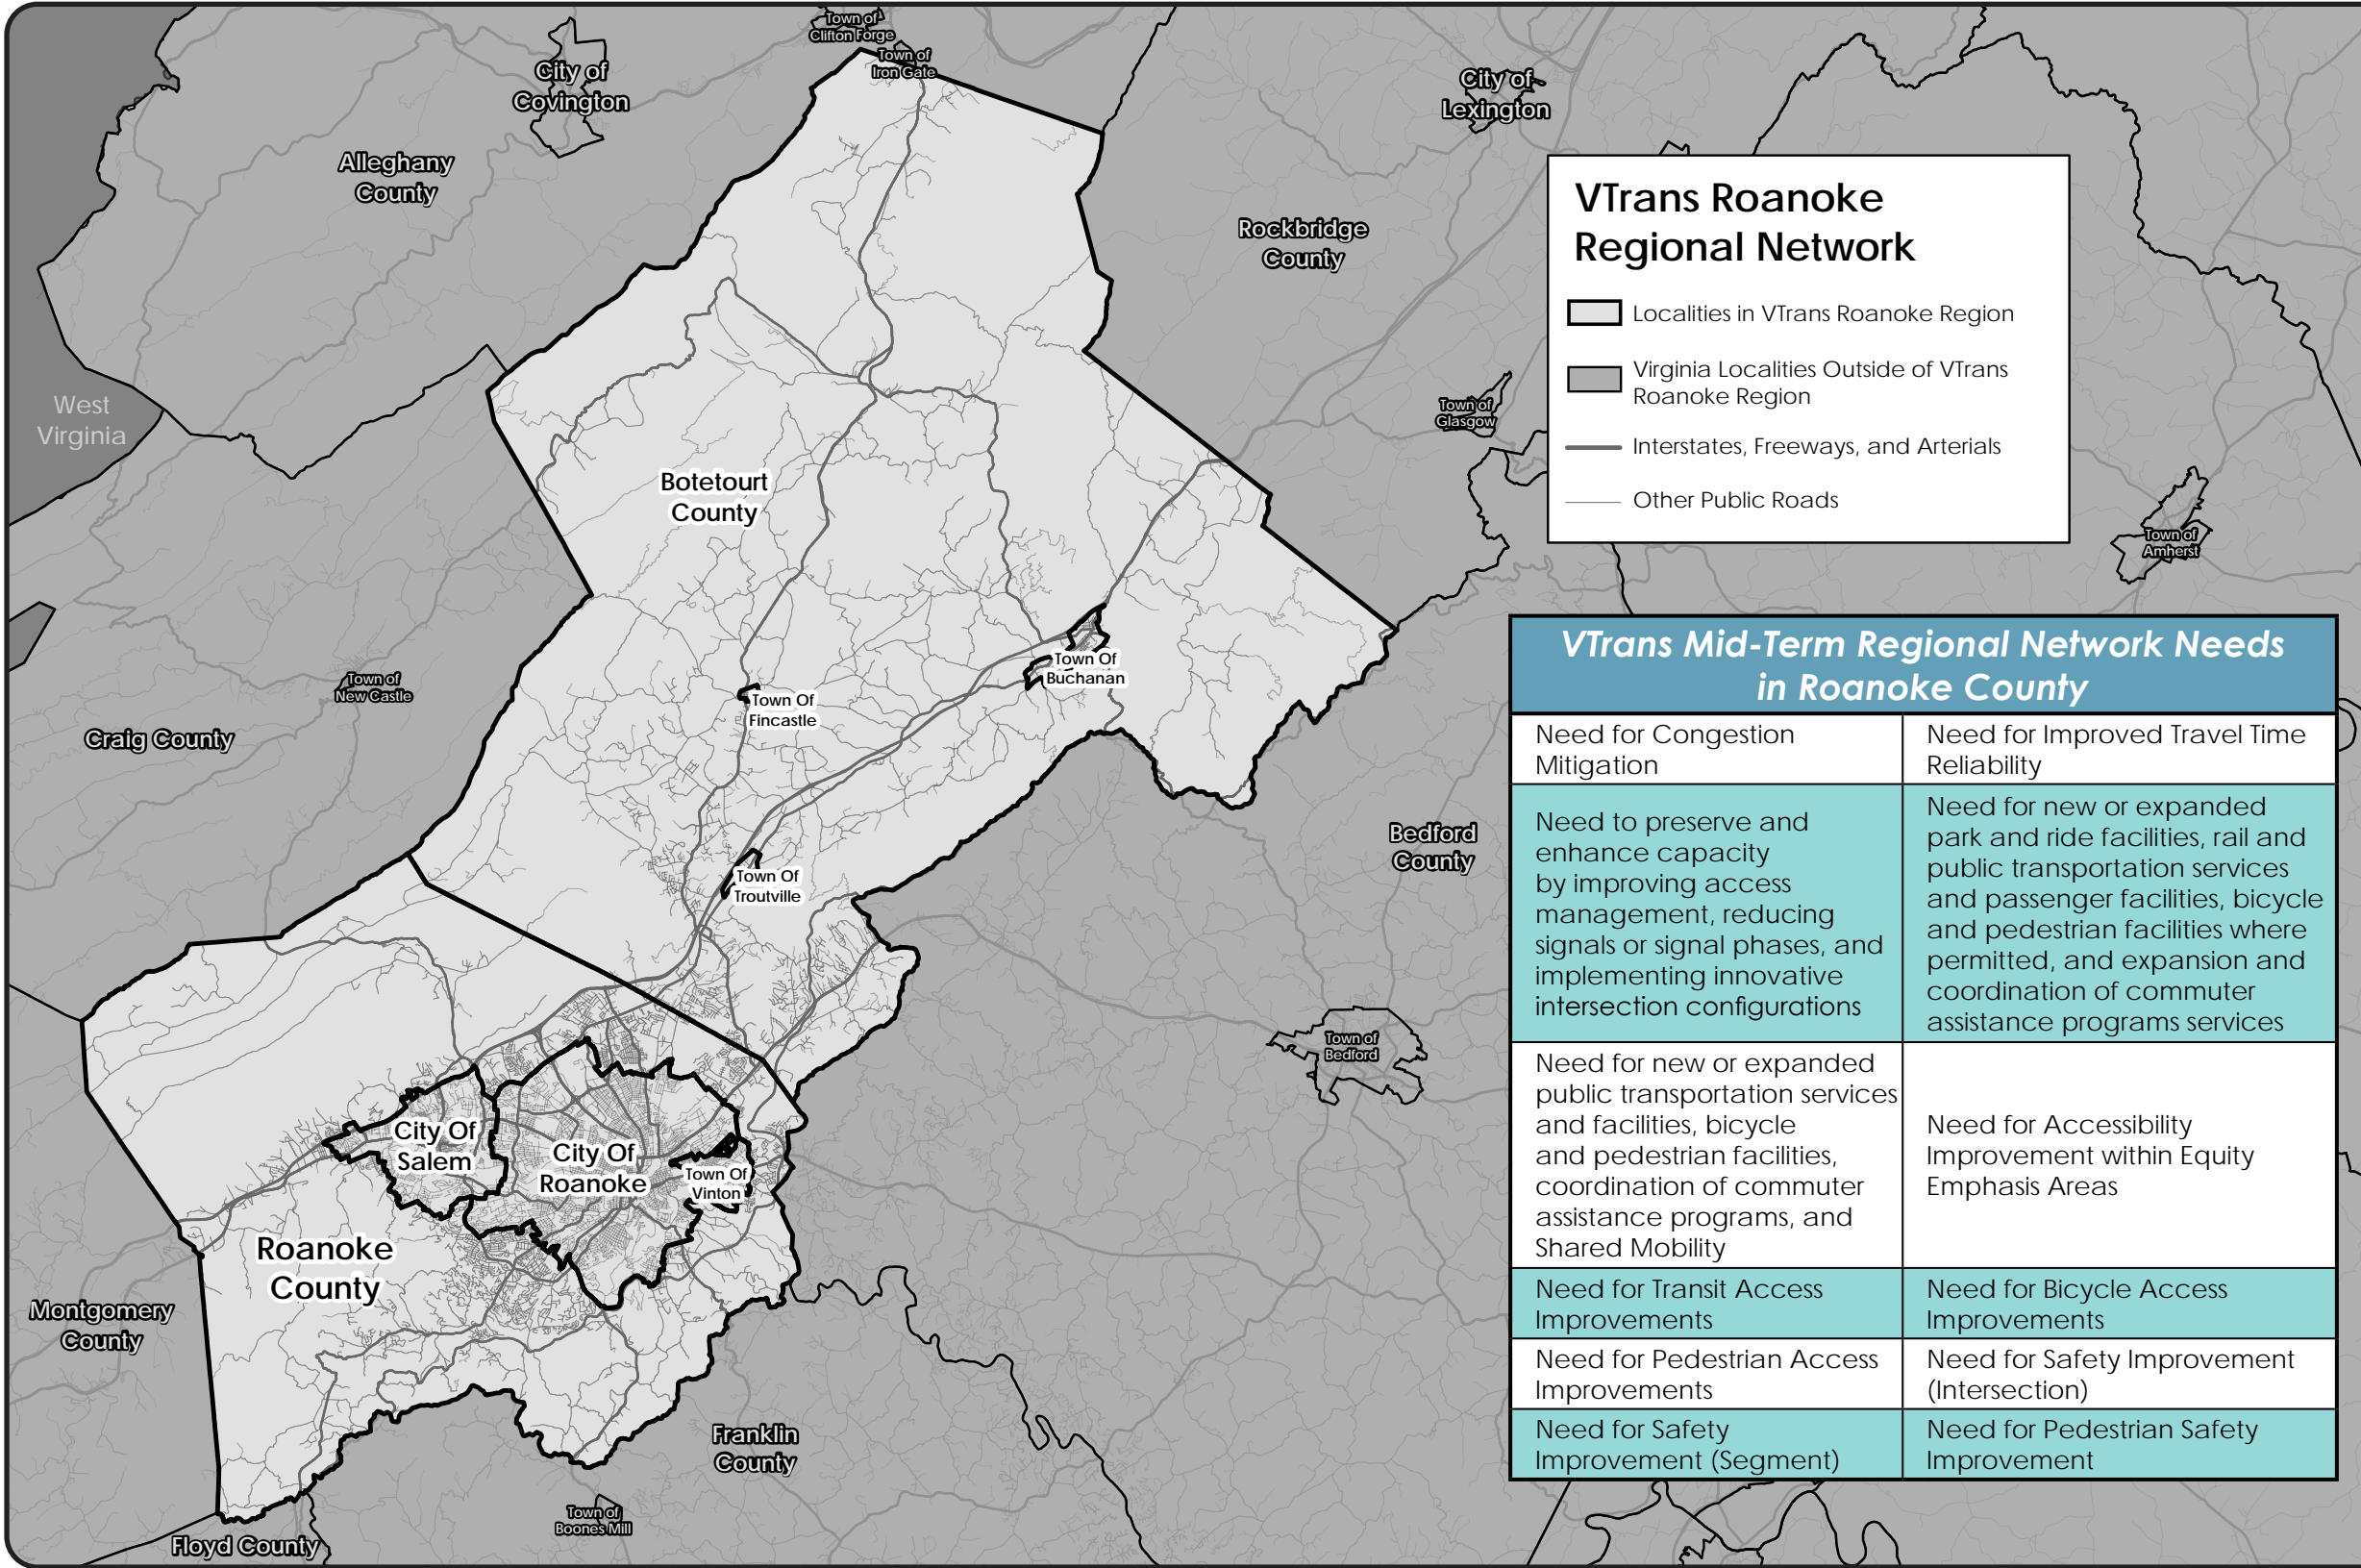 Town of
Clifton Forge
Town of
Iron Gate
City of
Covington
City of
Lexington
Alleghany
County
Rockbridge
County
VTrans Roanoke
Regional Network
Localities in VTrans Roanoke Region
Virginia Localities Outside of VTrans
Roanoke Region
Interstates, Freeways, and Arterials
Other Public Roads
West
Virginia
Town of
Glasgow
Botetourt
County
Town of
Amherst
Town Of
Buchanan
Town of
New Castle
Town Of
Fincastle
Craig County
Bedford
County
Town Of
Troutville
Town of
Bedford
City Of
Salem
City Of
Roanoke
Town Of
Vinton
Roanoke
County
Montgomery
County
Franklin
County
Town of
Boones Mill
Floyd County
VTrans Mid-Term Regional Network Needs
in Roanoke County
Need for Congestion
Mitigation
Need for Improved Travel Time
Reliability
Need to preserve and
enhance capacity
by improving access
management, reducing
signals or signal phases, and
implementing innovative
intersection configurations
Need for new or expanded
park and ride facilities, rail and
public transportation services
and passenger facilities, bicycle
and pedestrian facilities where
permitted, and expansion and
coordination of commuter
assistance programs services
Need for new or expanded
public transportation services
and facilities, bicycle
and pedestrian facilities,
coordination of commuter
assistance programs, and
Shared Mobility
Need for Accessibility
Improvement within Equity
Emphasis Areas
Need for Transit Access
Improvements
Need for Bicycle Access
Improvements
Need for Pedestrian Access
Improvements
Need for Safety Improvement
(Intersection)
Need for Safety
Improvement (Segment)
Need for Pedestrian Safety
Improvement